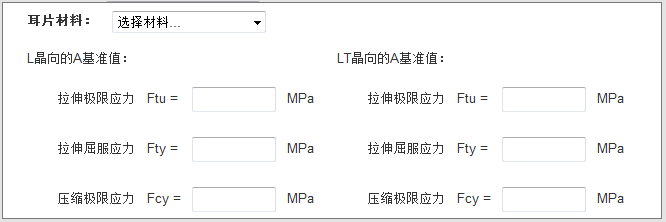 耳片材料： 选择材料...
L晶向的A基准值： LT晶向的A基准值：
拉伸极限应力 Ftu = MPa 拉伸极限应力 Ftu = MPa
拉伸屈服应力 Fty = MPa 拉伸屈服应力 Fty = MPa
压缩极限应力 Fcy = MPa 压缩极限应力 Fcy = MPa